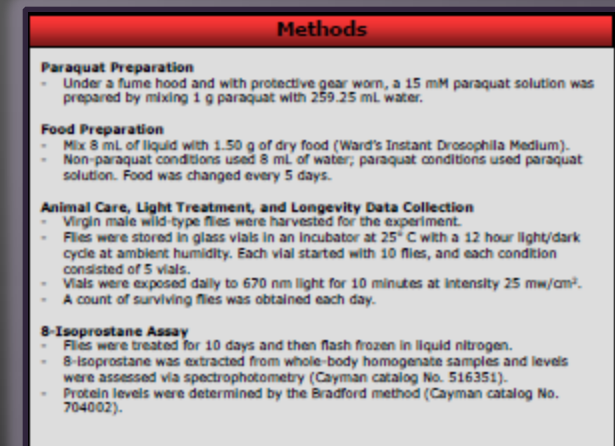 Methods
Paraquat Preparation
- Under a fume hood and with protective gear worn, a 15 mM paraquat solution was
prepared by mixing 1 g paraquat with 259.25 mL water.
Food Preparation
- Mix 8 mL of liquid with 1.50 g of dry food (Ward's Instant Drosophila Medium).
- Non-paraquat conditions used 8 mL of water; paraquat conditions used paraquat
solution. Food was changed every 5 days.
Animal Care, Light Treatment, and Longevity Data Collection
- Virgin male wild-type flies were harvested for the experiment.
- Flies were stored in glass vials in an incubator at 25° C with a 12 hour light/dark
cycle at ambient humidity. Each vial started with 10 flies, and each condition
consisted of 5 vials.
- Vials were exposed daily to 670 nm light for 10 minutes at intensity 25 mw/cm².
- A count of surviving flies was obtained each day.
8-Isoprostane Assay
- Flies were treated for 10 days and then flash frozen in liquid nitrogen.
- 8-isoprostane was extracted from whole-body homogenate samples and levels
were assessed via spectrophotometry (Cayman catalog No. 516351).
- Protein levels were determined by the Bradford method (Cayman catalog No.
704002).